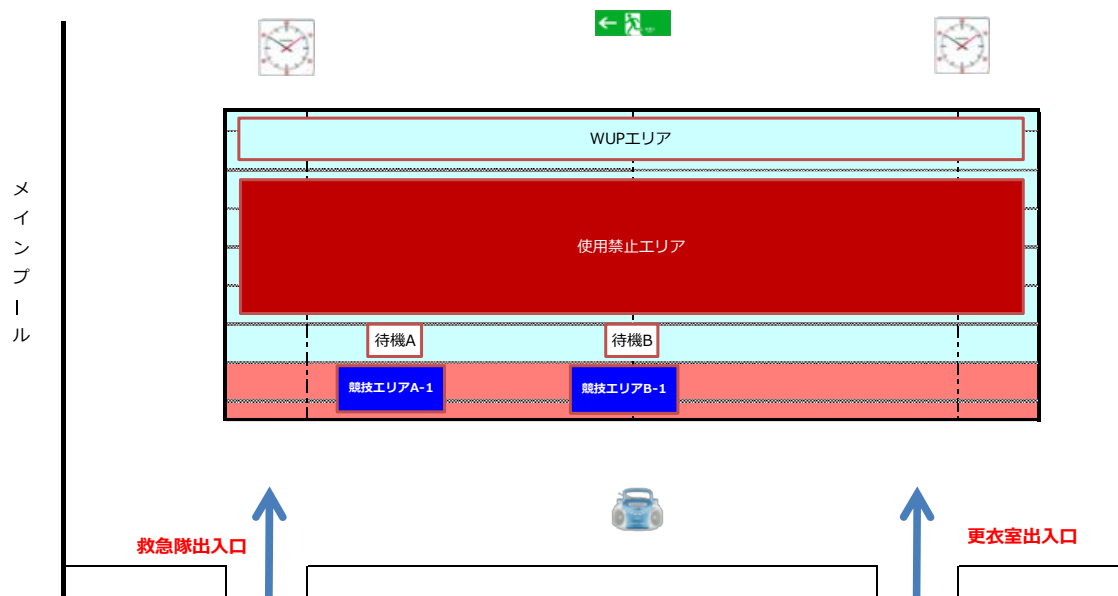 WUPエリア
メインプール
使用禁止エリア
待機A
待機B
競技エリアA-1
競技エリアB-1
救急隊出入口
更衣室出入口